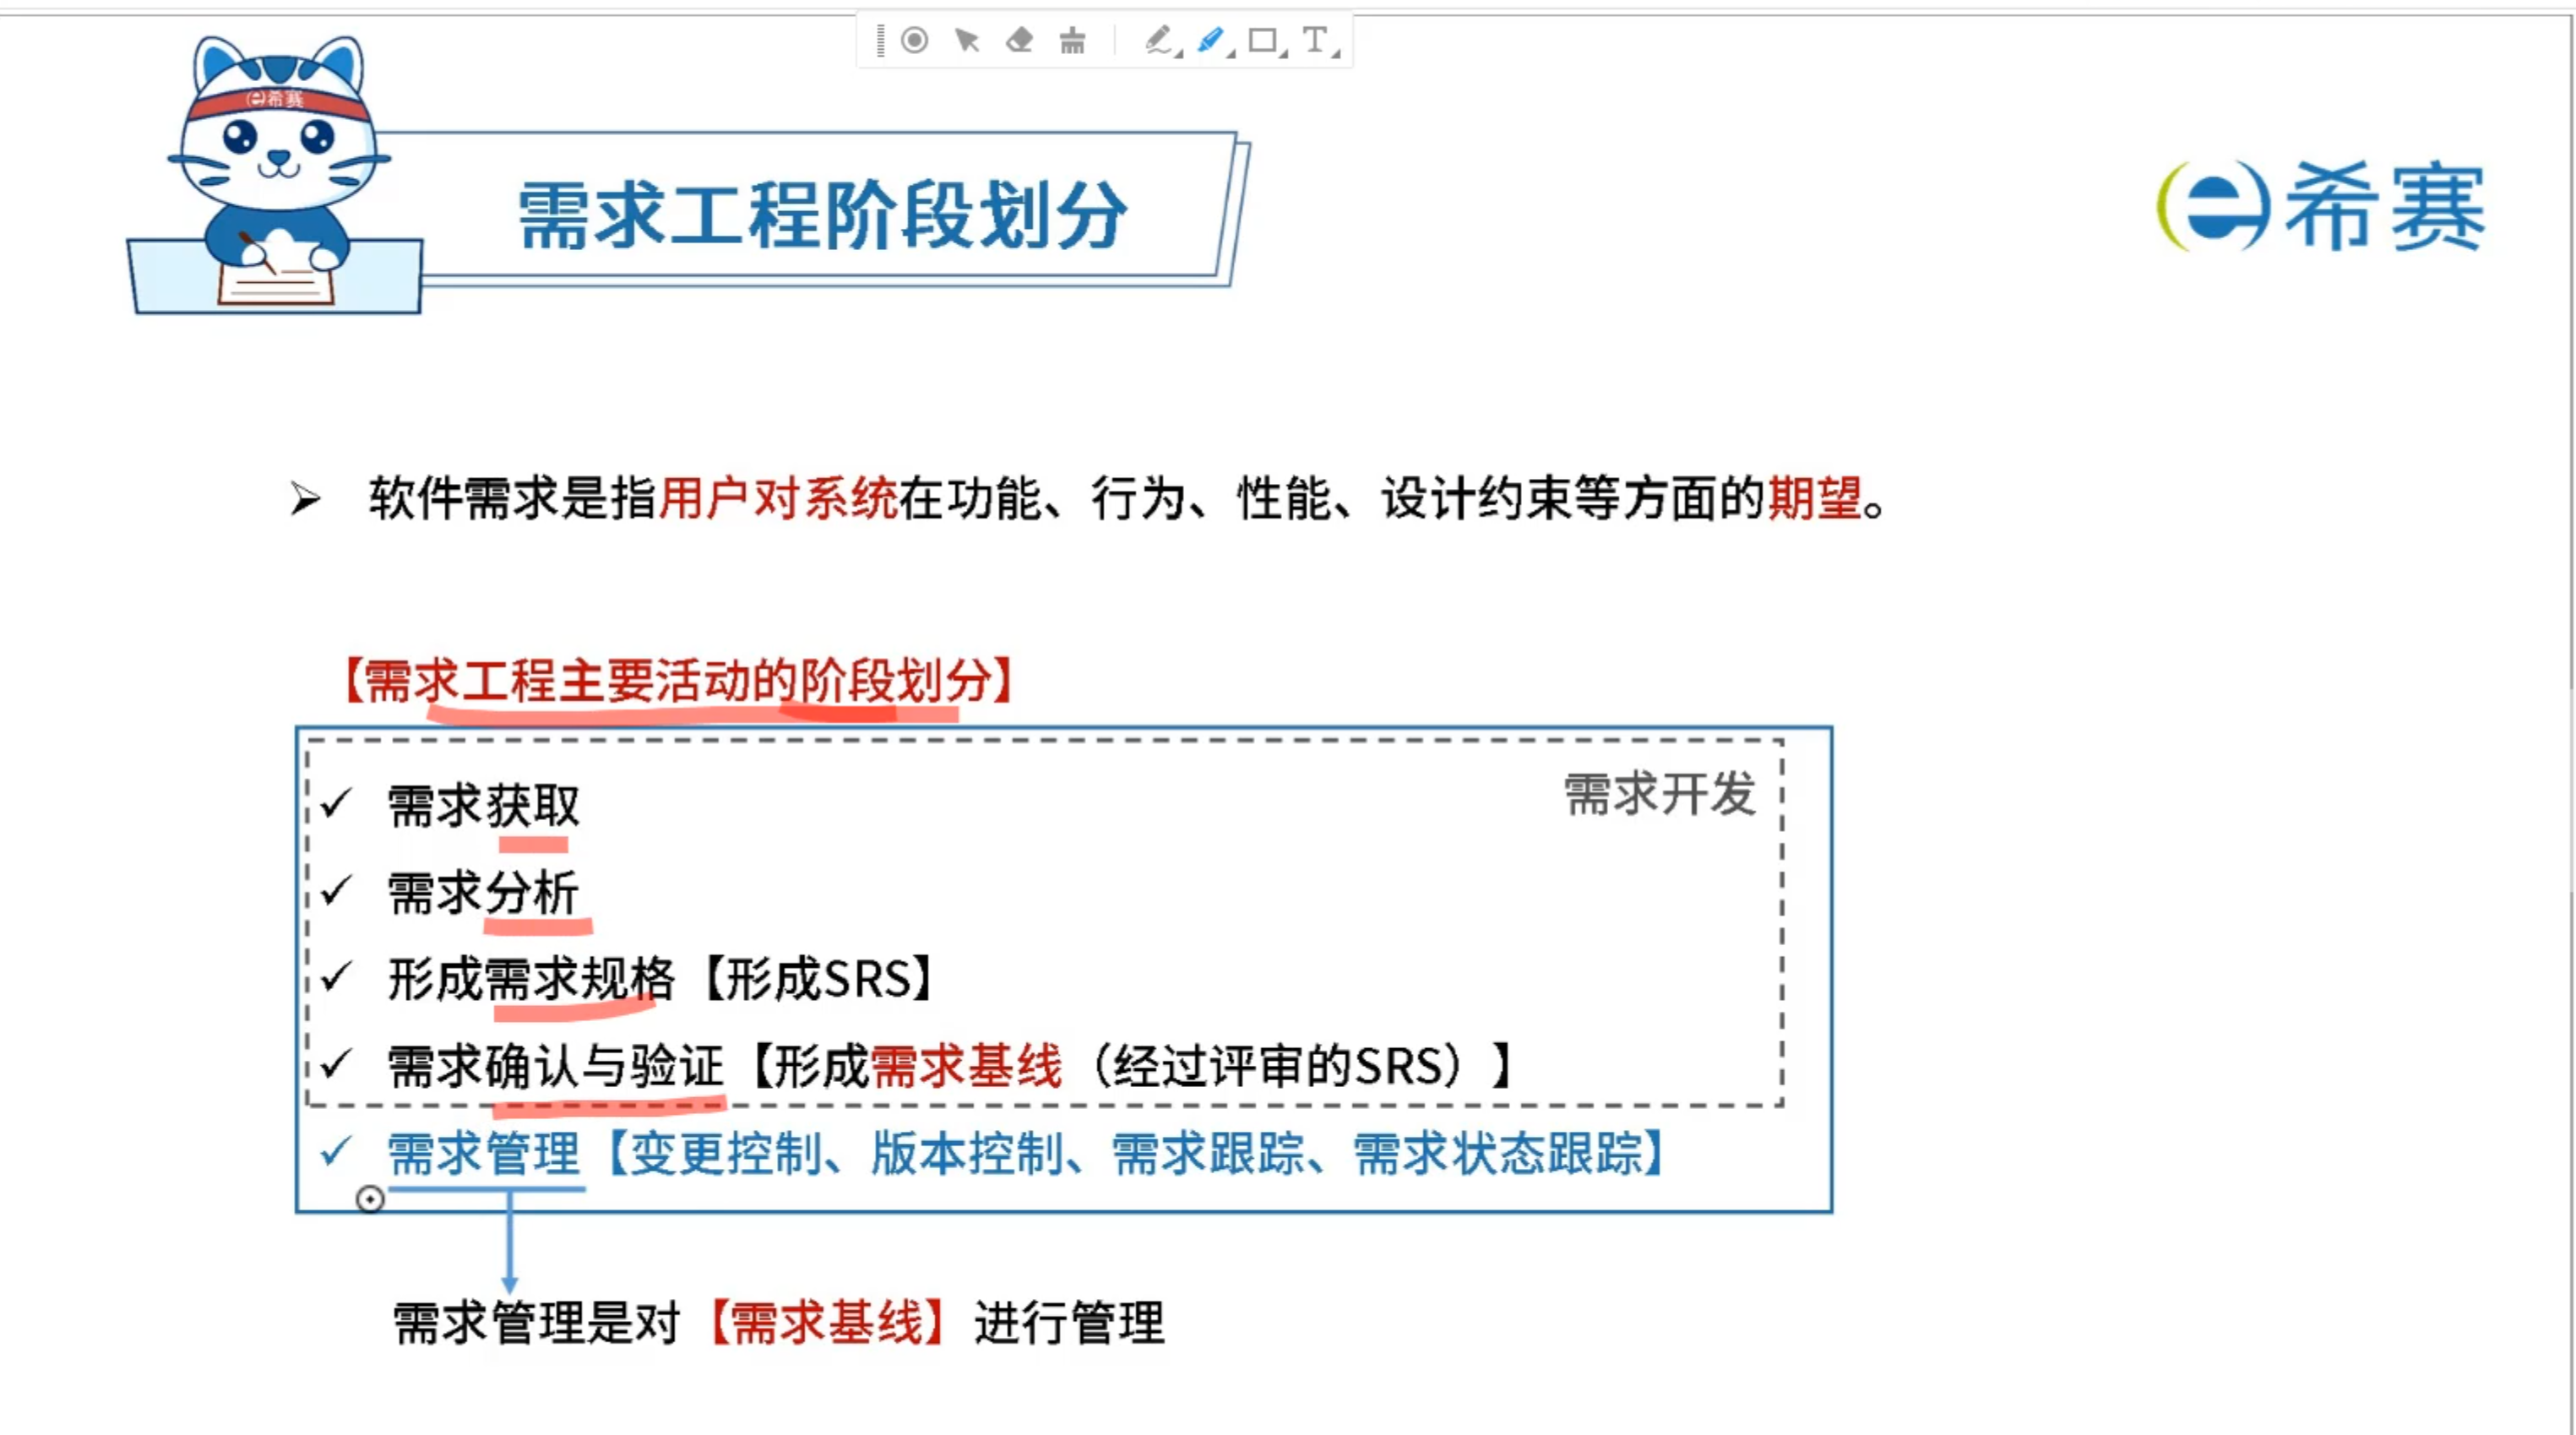 希赛
需求工程阶段划分
希赛
软件需求是指用户对系统在功能、行为、性能、设计约束等方面的期望。
【需求工程主要活动的阶段划分】
需求开发
需求获取
需求分析
形成需求规格【形成SRS】
需求确认与验证【形成需求基线（经过评审的SRS）】
需求管理【变更控制、版本控制、需求跟踪、需求状态跟踪】
需求管理是对【需求基线】进行管理